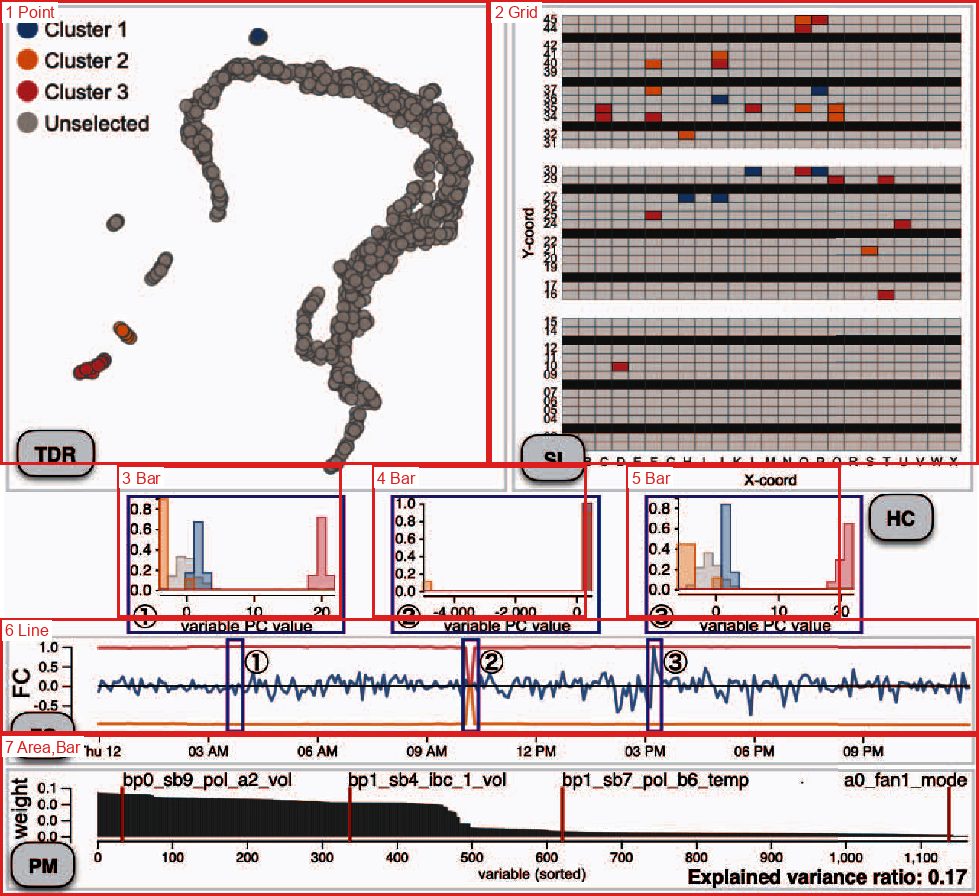 1 Point
Cluster 1
Cluster 2
Cluster 3
Unselected
TDR
2 Grid
Y-coord
45
44
42
41
40
39
37
36
35
34
32
31
30
29
27
26
25
24
22
21
20
19
17
16
15
14
12
11
10
09
07
06
05
04
X-coord
3 Bar
0.8
0.6
0.4
0.2
0.0
0 10 20
①
variable PC value
4 Bar
1.0
0.8
0.6
0.4
0.2
0.0
-4,000 -2,000 0
②
variable PC value
5 Bar
0.8
0.6
0.4
0.2
0.0
0 10 20
③
variable PC value
HC
6 Line
FC
1.0
0.5
0.0
-0.5
① ② ③
hu 12 03 AM 06 AM 09 AM 12 PM 03 PM 06 PM 09 PM
7 Area,Bar
bp0_sb9_pol_a2_vol bp1_sb4_ibc_1_vol bp1_sb7_pol_b6_temp a0_fan1_mode
weight
0.1
0.0
0.0
0.0
PM
0 100 200 300 400 500 600 700 800 900 1,000 1,100
variable (sorted)
Explained variance ratio: 0.17